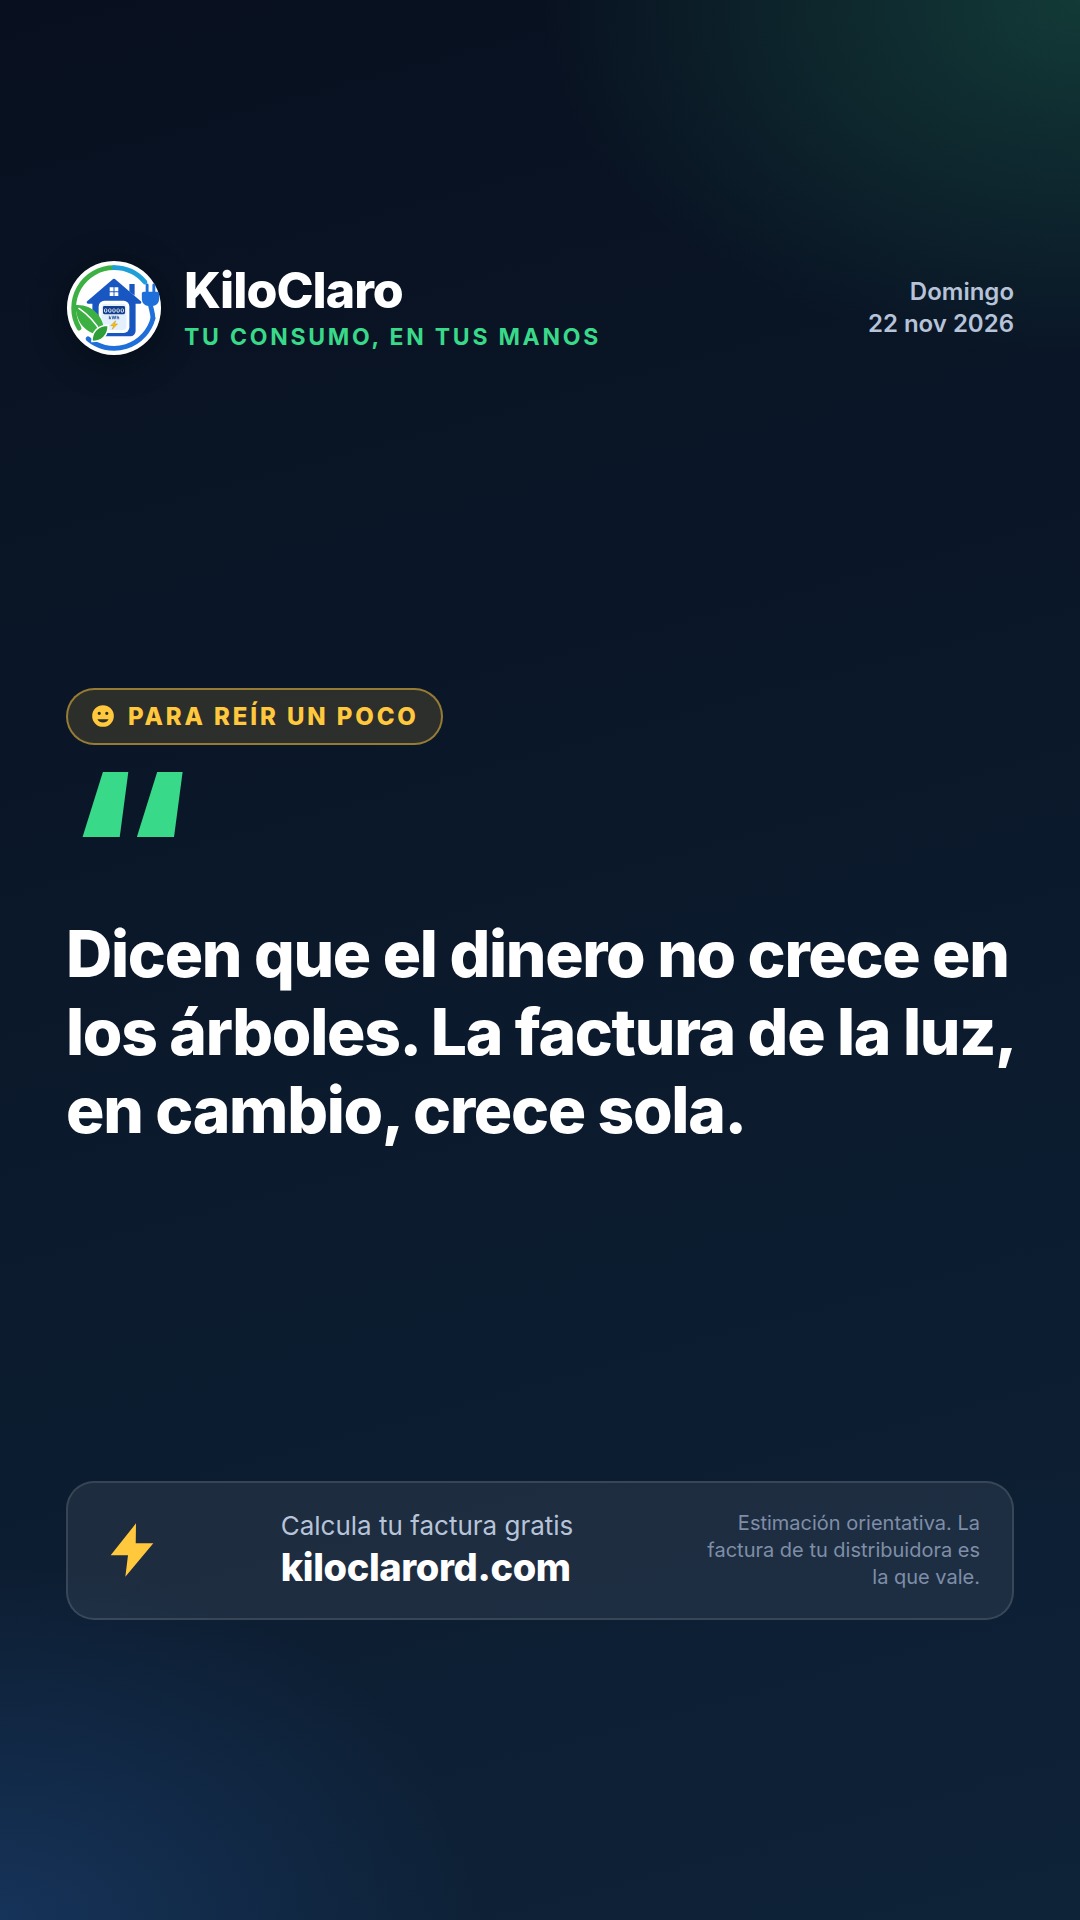 KiloClaro
TU CONSUMO, EN TUS MANOS
Domingo
22 nov 2026
PARA REÍR UN POCO
"
Dicen que el dinero no crece en
los árboles. La factura de la luz,
en cambio, crece sola.
Calcula tu factura gratis
kiloclarord.com
Estimación orientativa. La
factura de tu distribuidora es
la que vale.